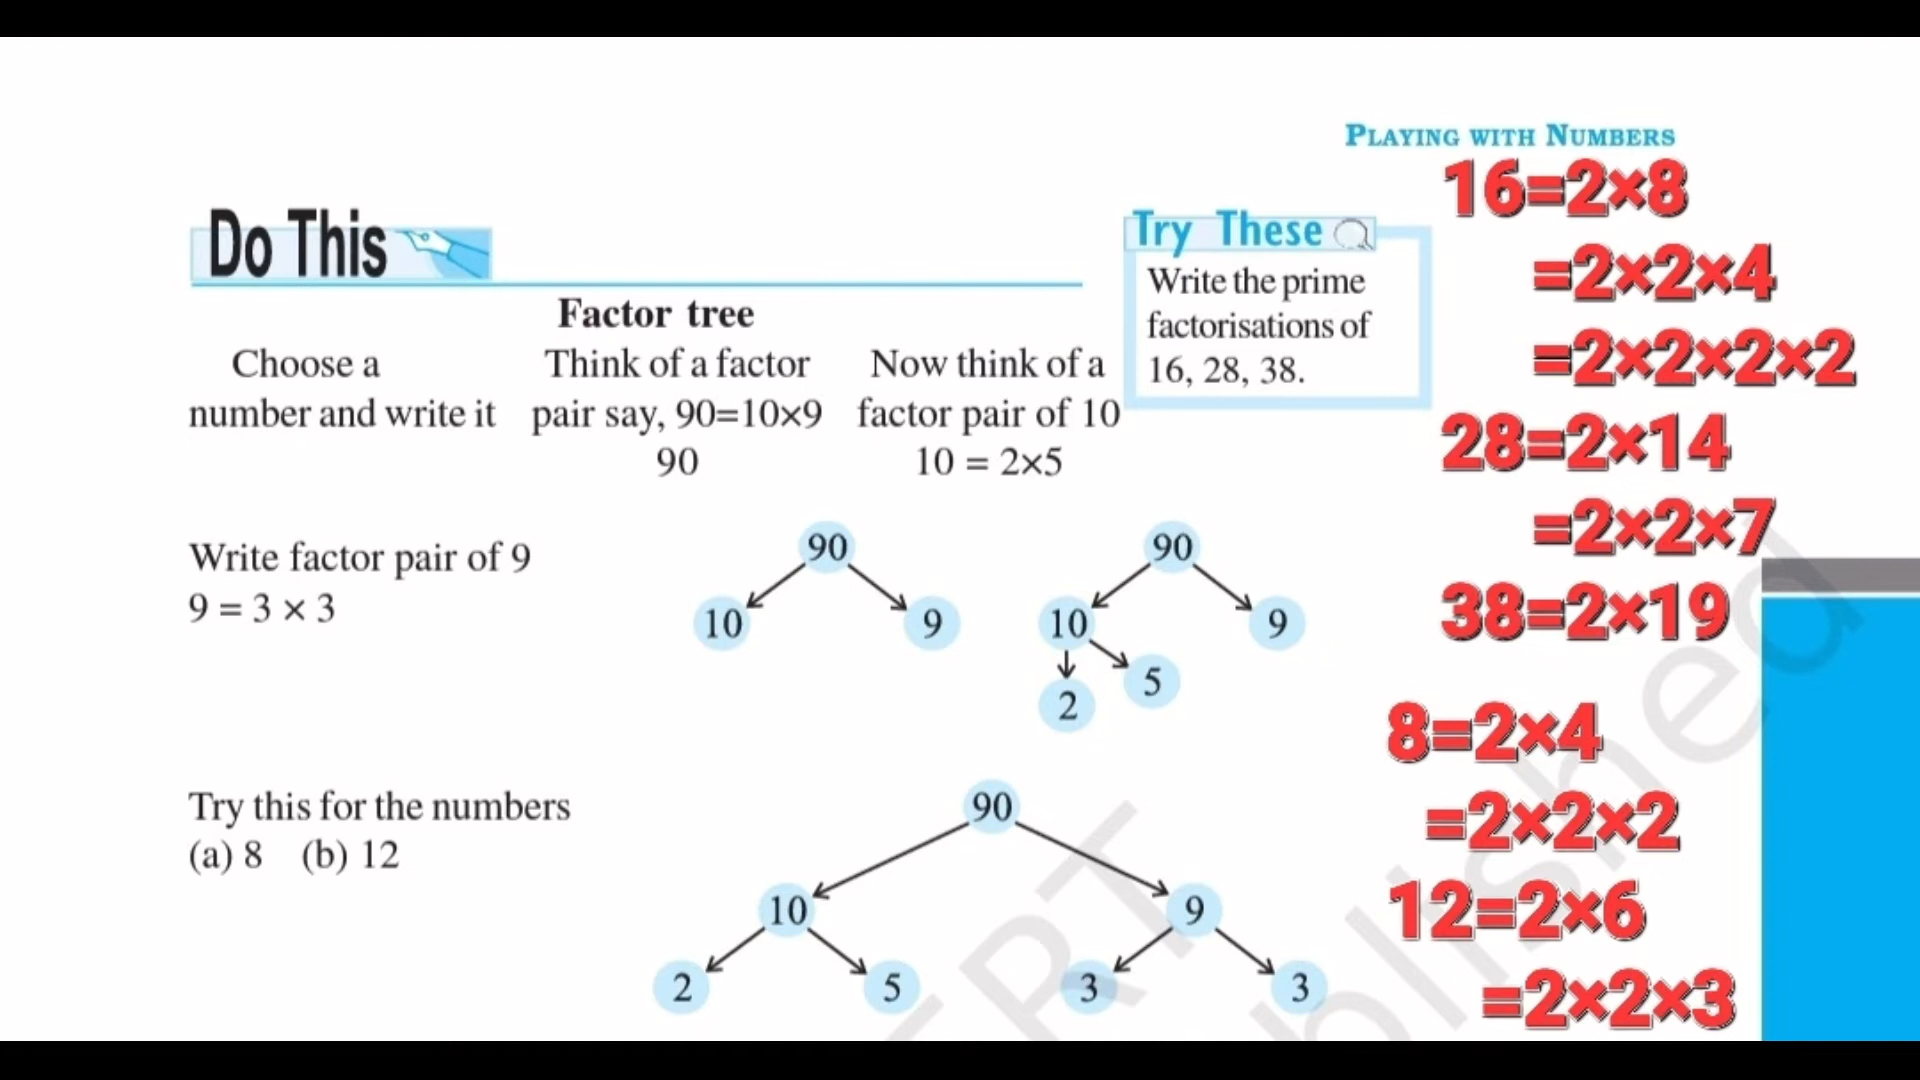 PLAYING WITH NUMBERS
Do This
Factor tree
Choose a
number and write it
Think of a factor
pair say, 90=10×9
90
Now think of a
factor pair of 10
10 = 2×5
Try These
Write the prime
factorisations of
16, 28, 38.
Write factor pair of 9
9 = 3 × 3
90
10 9
90
10 9
2 5
Try this for the numbers
(a) 8 (b) 12
90
10 9
2 5 3 3
16=2×8
=2×2×4
=2×2×2×2
28=2×14
=2×2×7
38=2×19
8=2×4
=2×2×2
12=2×6
=2×2×3